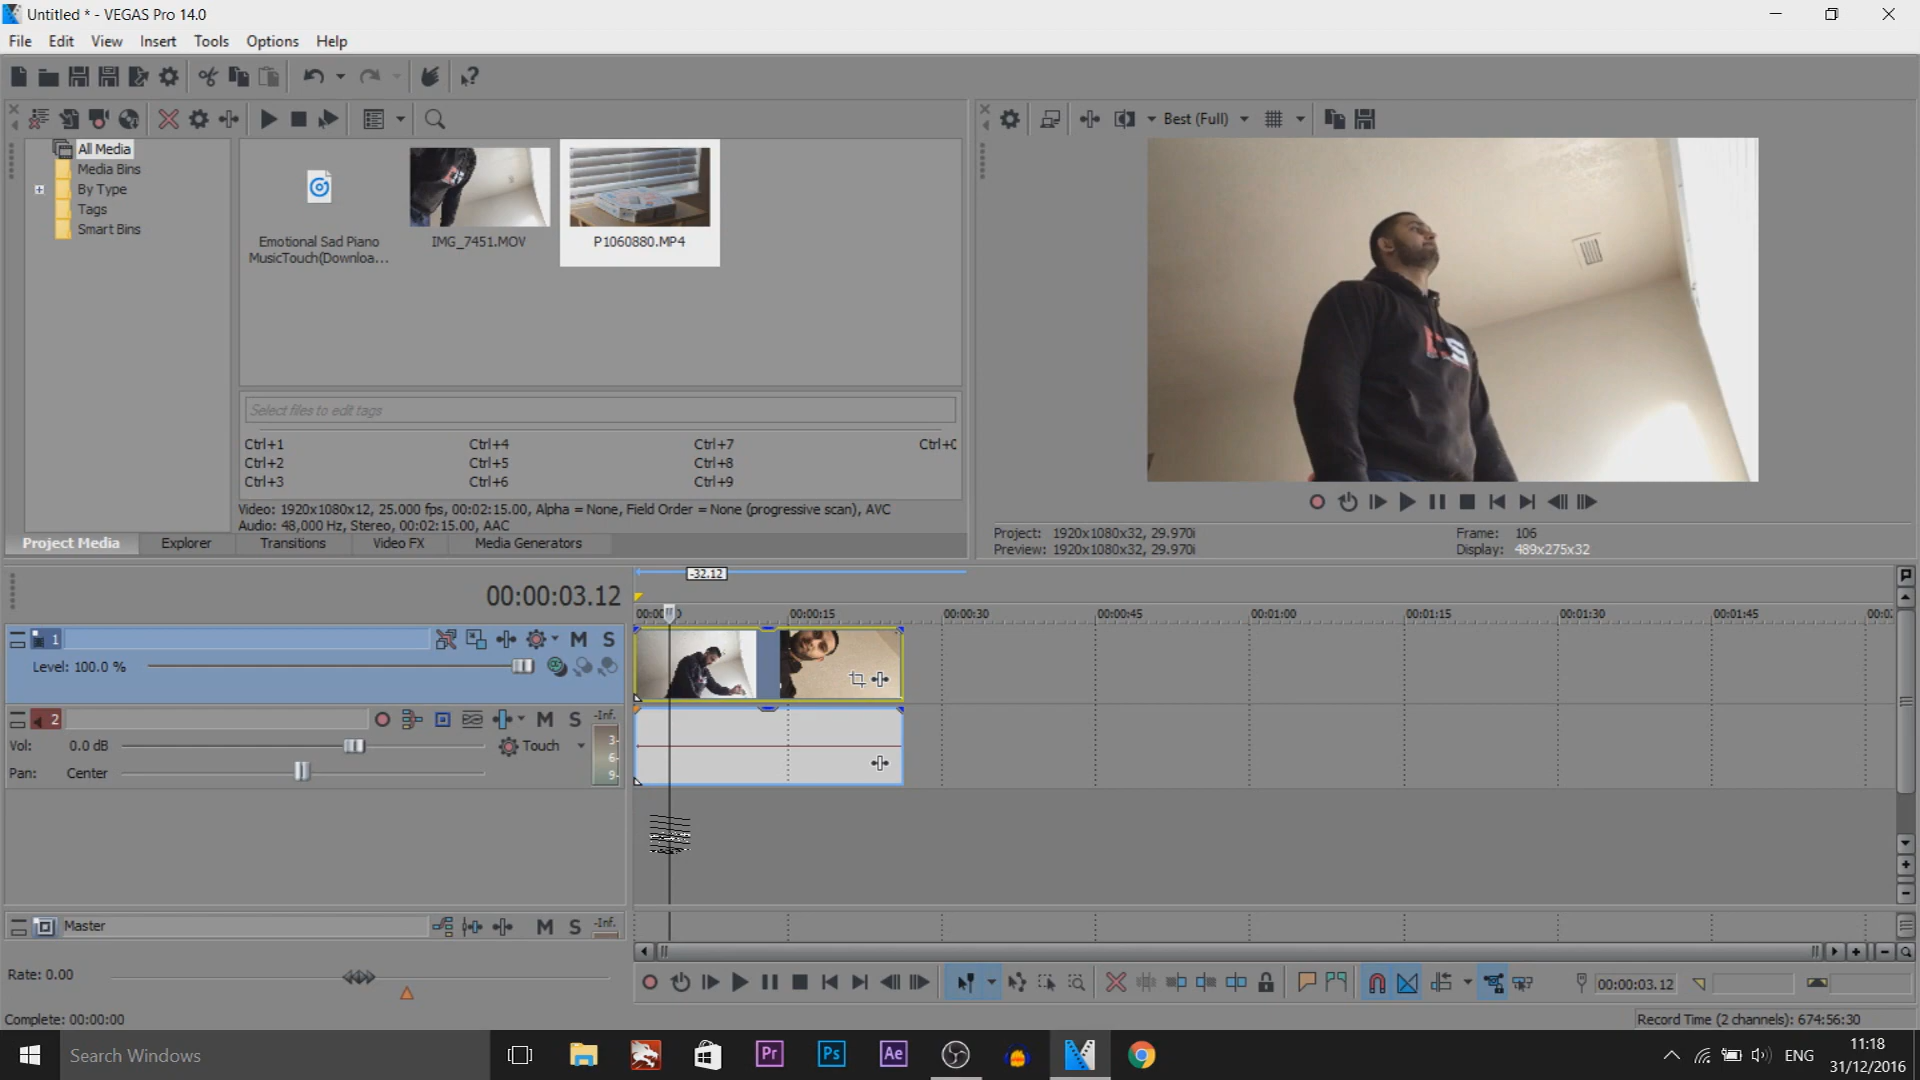 Untitled * - VEGAS Pro 14.0
File Edit View Insert Tools Options Help
Best (Full)
All Media
Media Bins
By Type
Tags
Smart Bins
Emotional Sad Piano
MusicTouch(Downloa...
IMG_7451.MOV
P1060880.MP4
Select files to edit tags
Ctrl+1 Ctrl+4 Ctrl+7 Ctrl+0
Ctrl+2 Ctrl+5 Ctrl+8
Ctrl+3 Ctrl+6 Ctrl+9
Video: 1920x1080x12, 25.000 fps, 00:02:15.00, Alpha = None, Field Order = None (progressive scan), AVC
Audio: 48,000 Hz, Stereo, 00:02:15.00, AAC
Project Media Explorer Transitions Video FX Media Generators
Project: 1920x1080x32, 29.970i Frame: 106
Preview: 1920x1080x32, 29.970i Display: 489x275x32
-32.12
00:00:03.12
00:00:15 00:00:30 00:00:45 00:01:00 00:01:15 00:01:30 00:01:45
1 M S
Level: 100.0 %
2 M S -Inf.
Vol: 0.0 dB Touch
Pan: Center
3
6
9
Master M S -Inf.
Rate: 0.00
00:00:03.12
Complete: 00:00:00
Record Time (2 channels): 674:56:30
Search Windows
Pr Ps Ae
ENG
11:18
31/12/2016